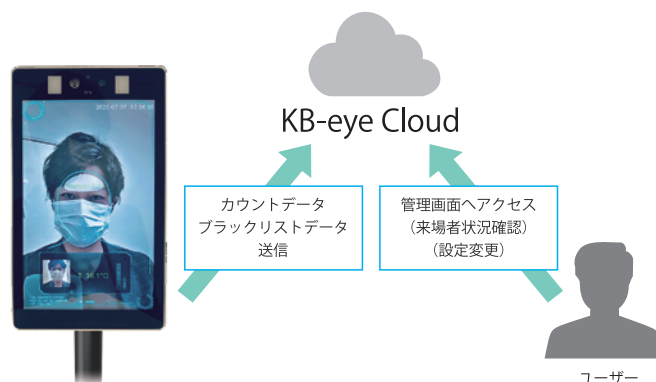 KB-eye Cloud
カウントデータ
ブラックリストデータ
送信
管理画面へアクセス
（来場者状況確認）
（設定変更）
36.1°C
ユーザー